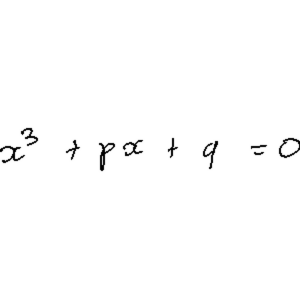 x³ + px + q = 0